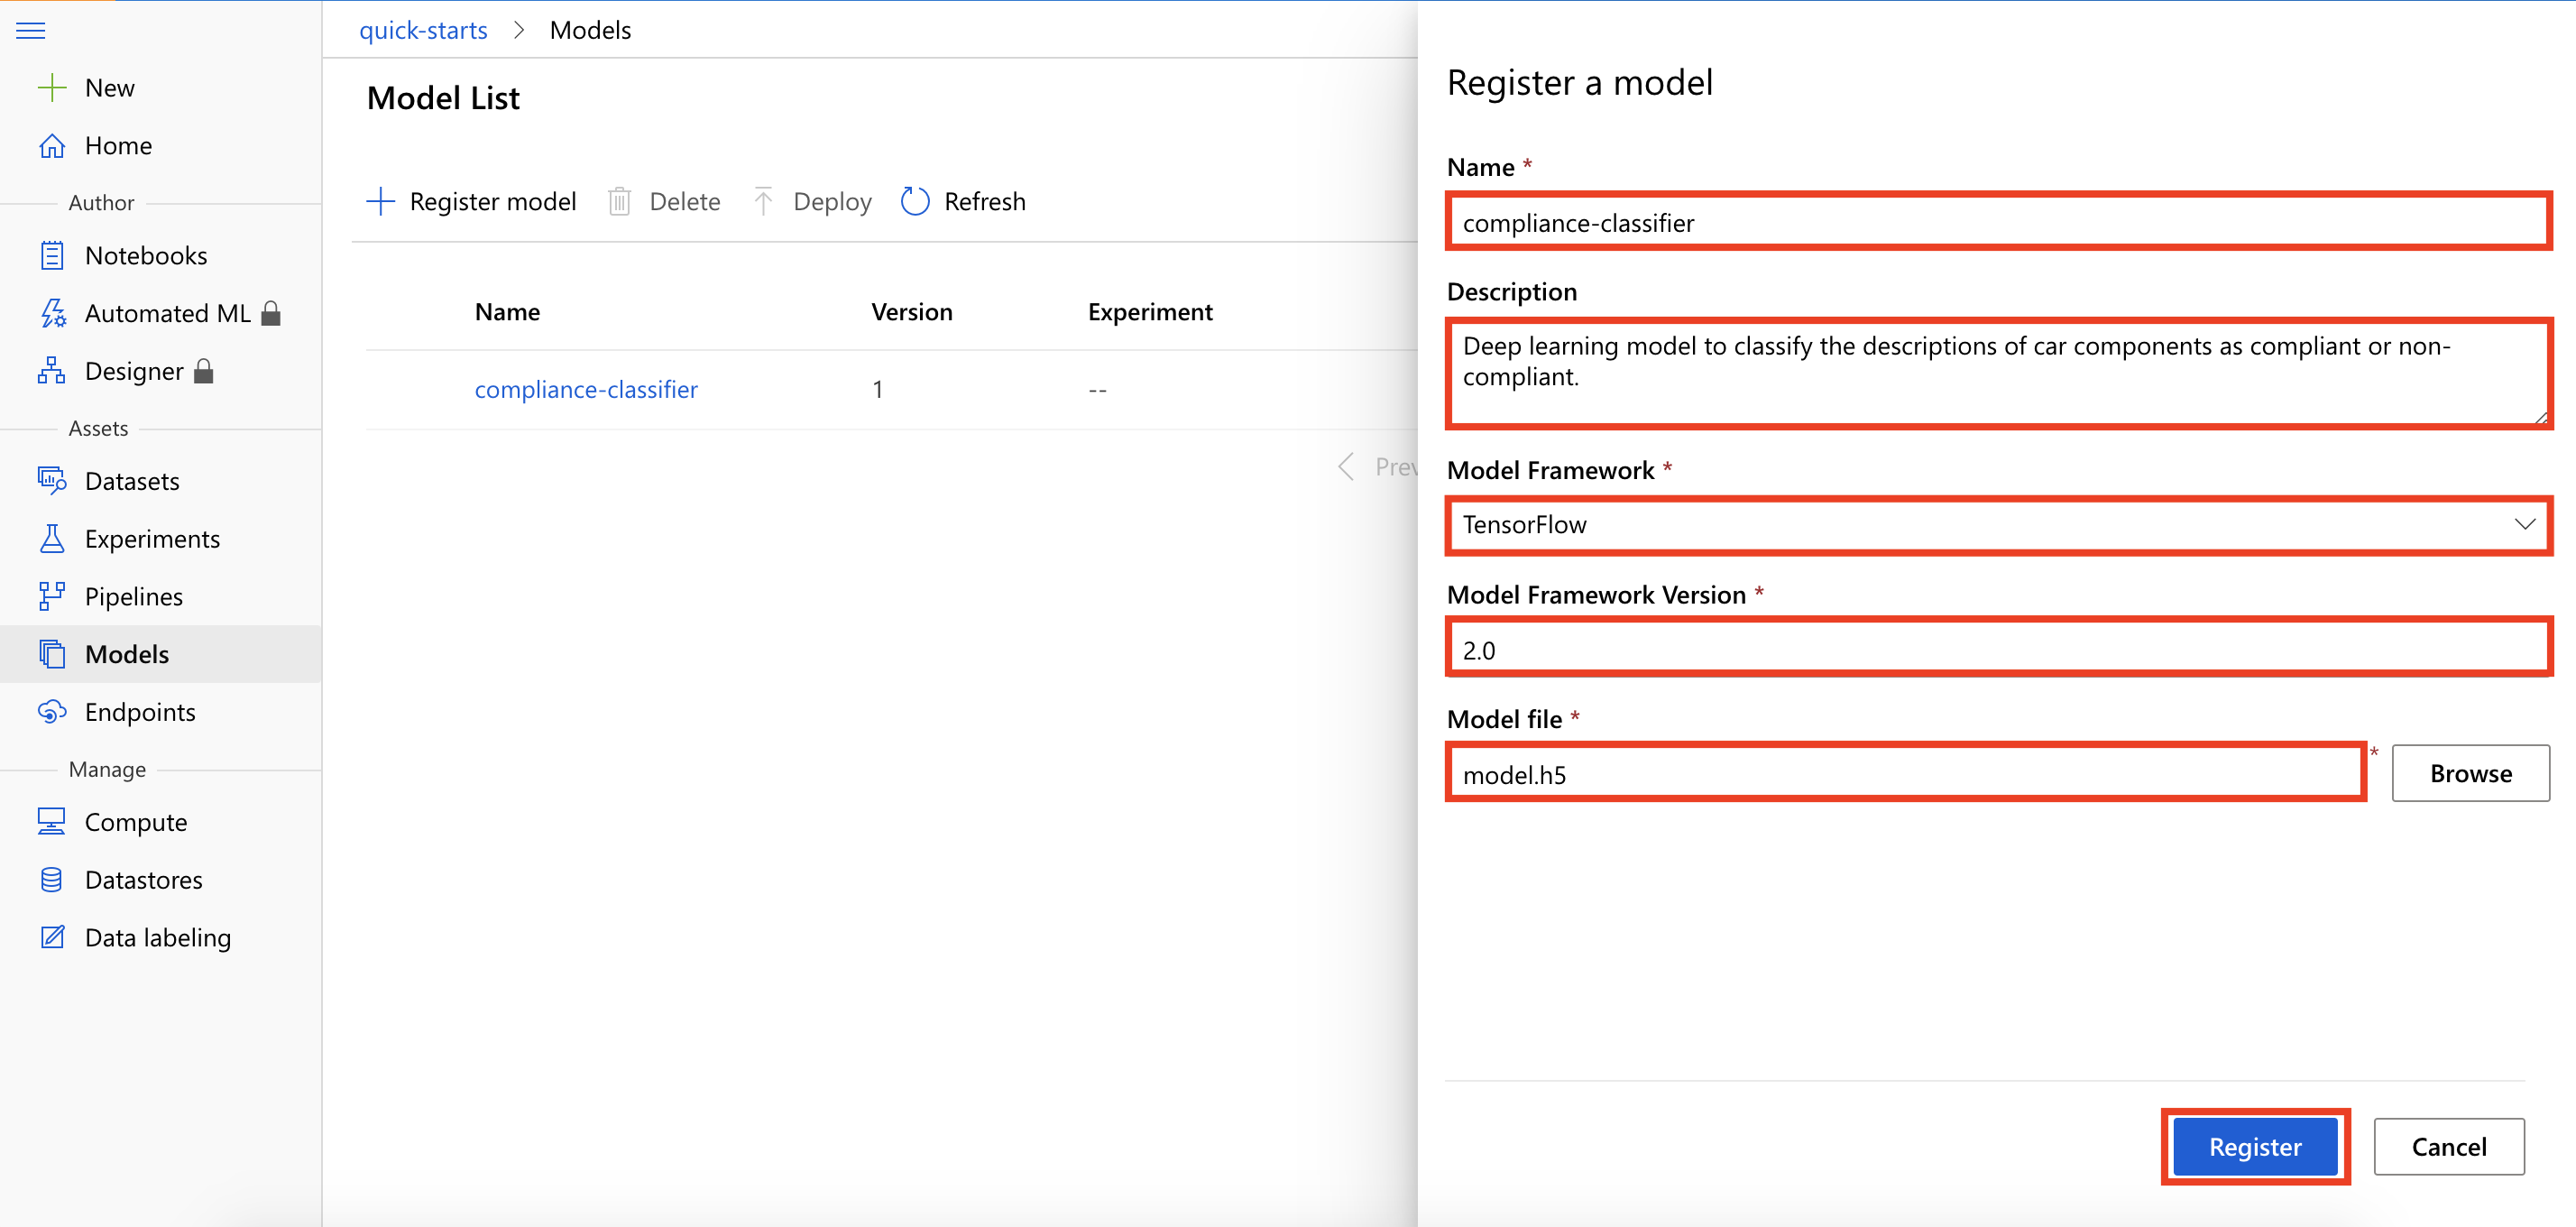 quick-starts > Models
New
Home
Author
Notebooks
Automated ML
Designer
Assets
Datasets
Experiments
Pipelines
Models
Endpoints
Manage
Compute
Datastores
Data labeling
Model List
Register model Delete Deploy Refresh
Name Version Experiment
compliance-classifier 1 --
Register a model
Name *
compliance-classifier
Description
Deep learning model to classify the descriptions of car components as compliant or non-
compliant.
Model Framework *
TensorFlow
Model Framework Version *
2.0
Model file *
model.h5 * Browse
Register Cancel